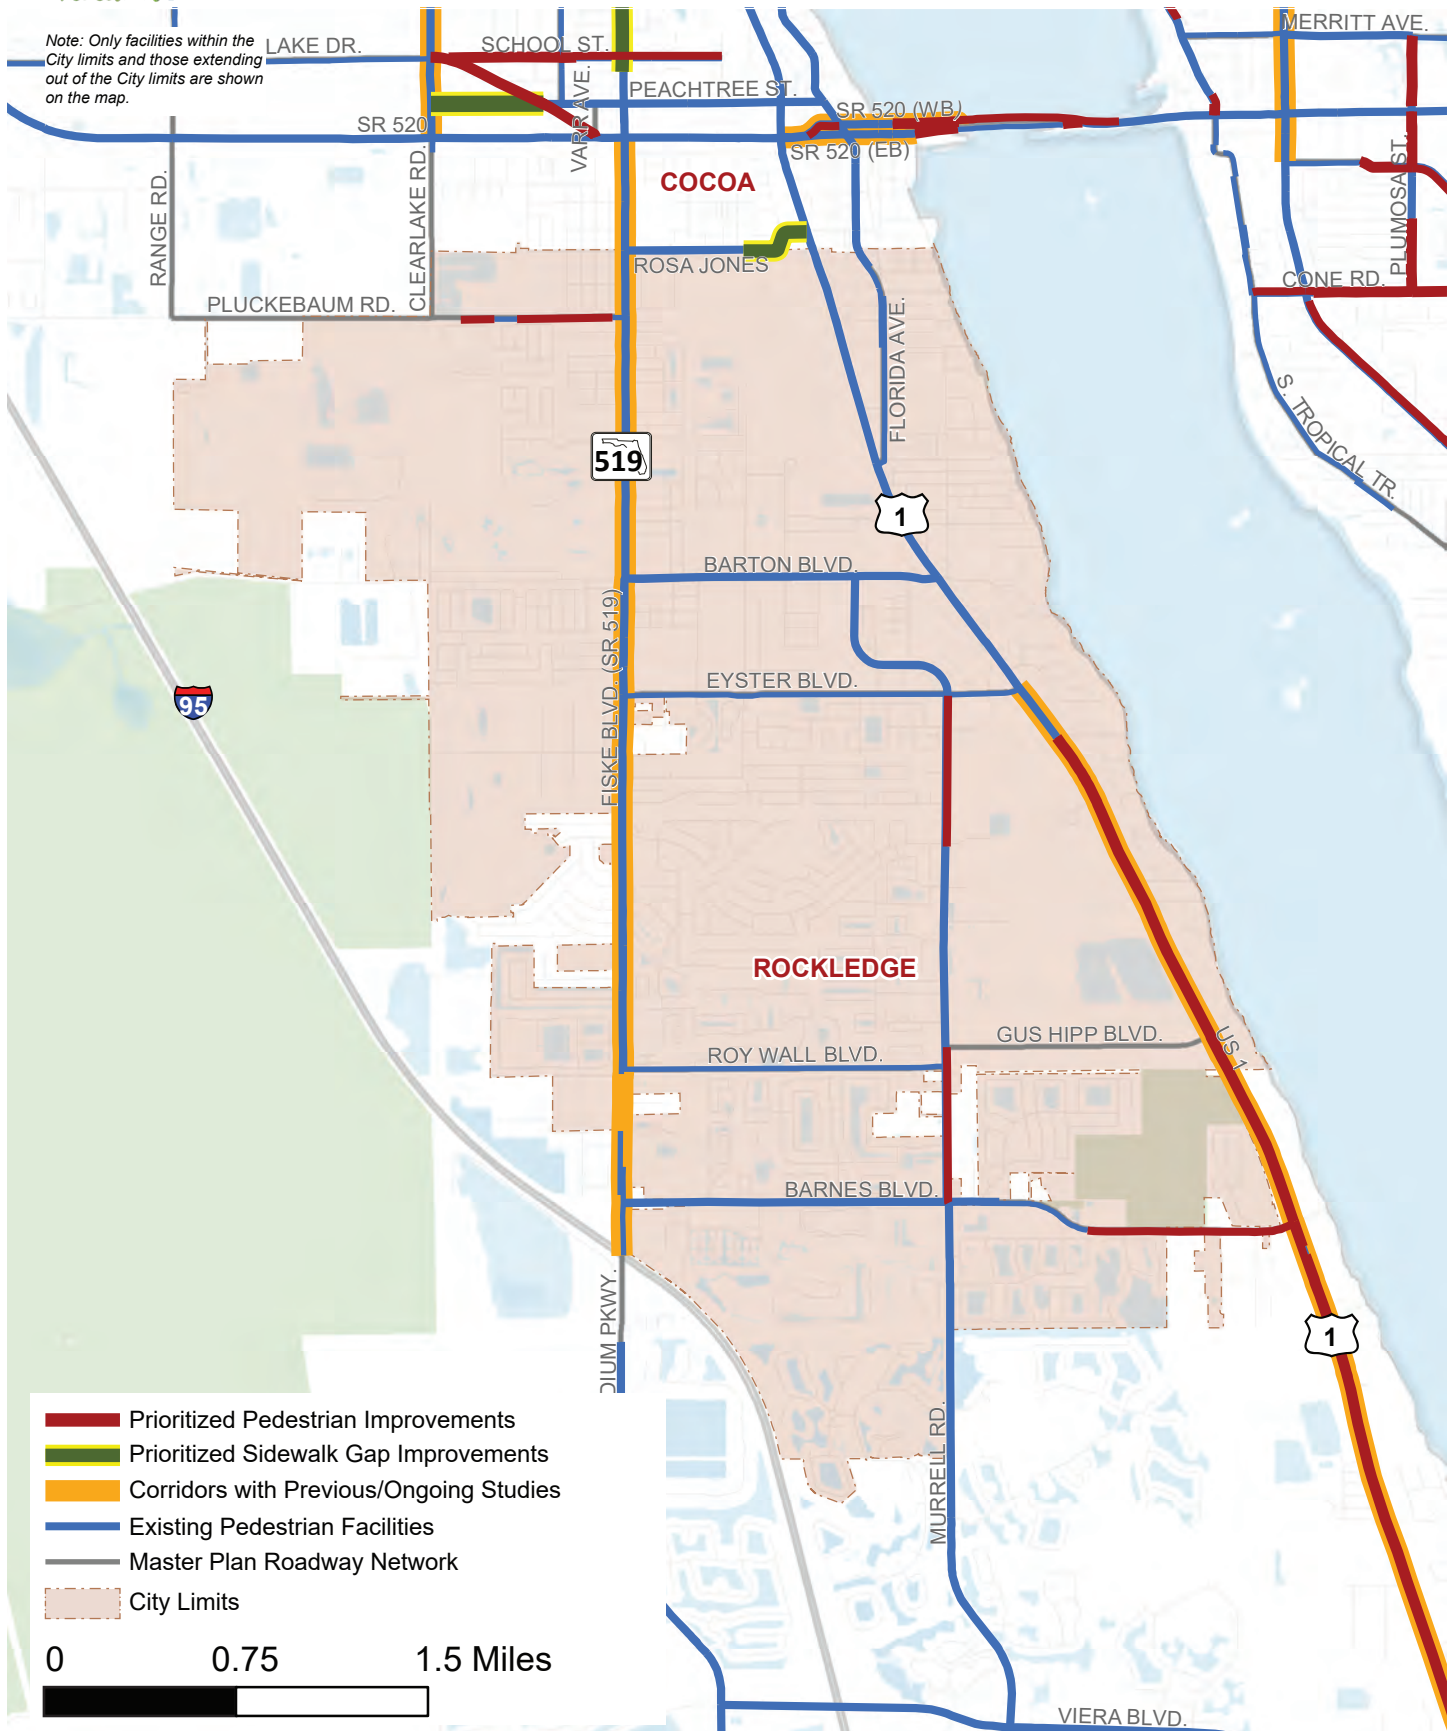 Note: Only facilities within the
City limits and those extending
out of the City limits are shown
on the map.
LAKE DR.
SCHOOL ST.
MERRITT AVE.
PEACHTREE ST.
VARR AVE.
SR 520
SR 520 (WB)
SR 520 (EB)
COCOA
RANGE RD.
CLEARLAKE RD.
PLUMOSA ST.
ROSA JONES
CONE RD.
PLUCKEBAUM RD.
FLORIDA AVE.
S. TROPICAL TR.
519
1
BARTON BLVD.
FISKE BLVD. (SR 519)
EYSTER BLVD.
95
ROCKLEDGE
GUS HIPP BLVD.
US 1
ROY WALL BLVD.
BARNES BLVD.
DIUM PKWY.
1
MURRELL RD.
Prioritized Pedestrian Improvements
Prioritized Sidewalk Gap Improvements
Corridors with Previous/Ongoing Studies
Existing Pedestrian Facilities
Master Plan Roadway Network
City Limits
0 0.75 1.5 Miles
VIERA BLVD.